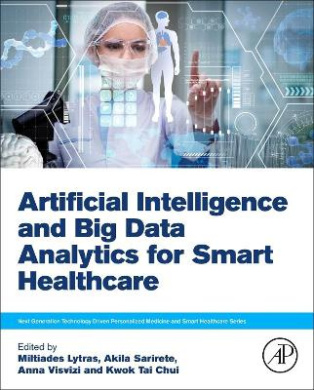 Artificial Intelligence
and Big Data
Analytics for Smart
Healthcare
Next Generation Technology Driven Personalized Medicine and Smart Healthcare Series
Edited by
Miltiades Lytras, Akila Sarirete,
Anna Visvizi and Kwok Tai Chui
AP